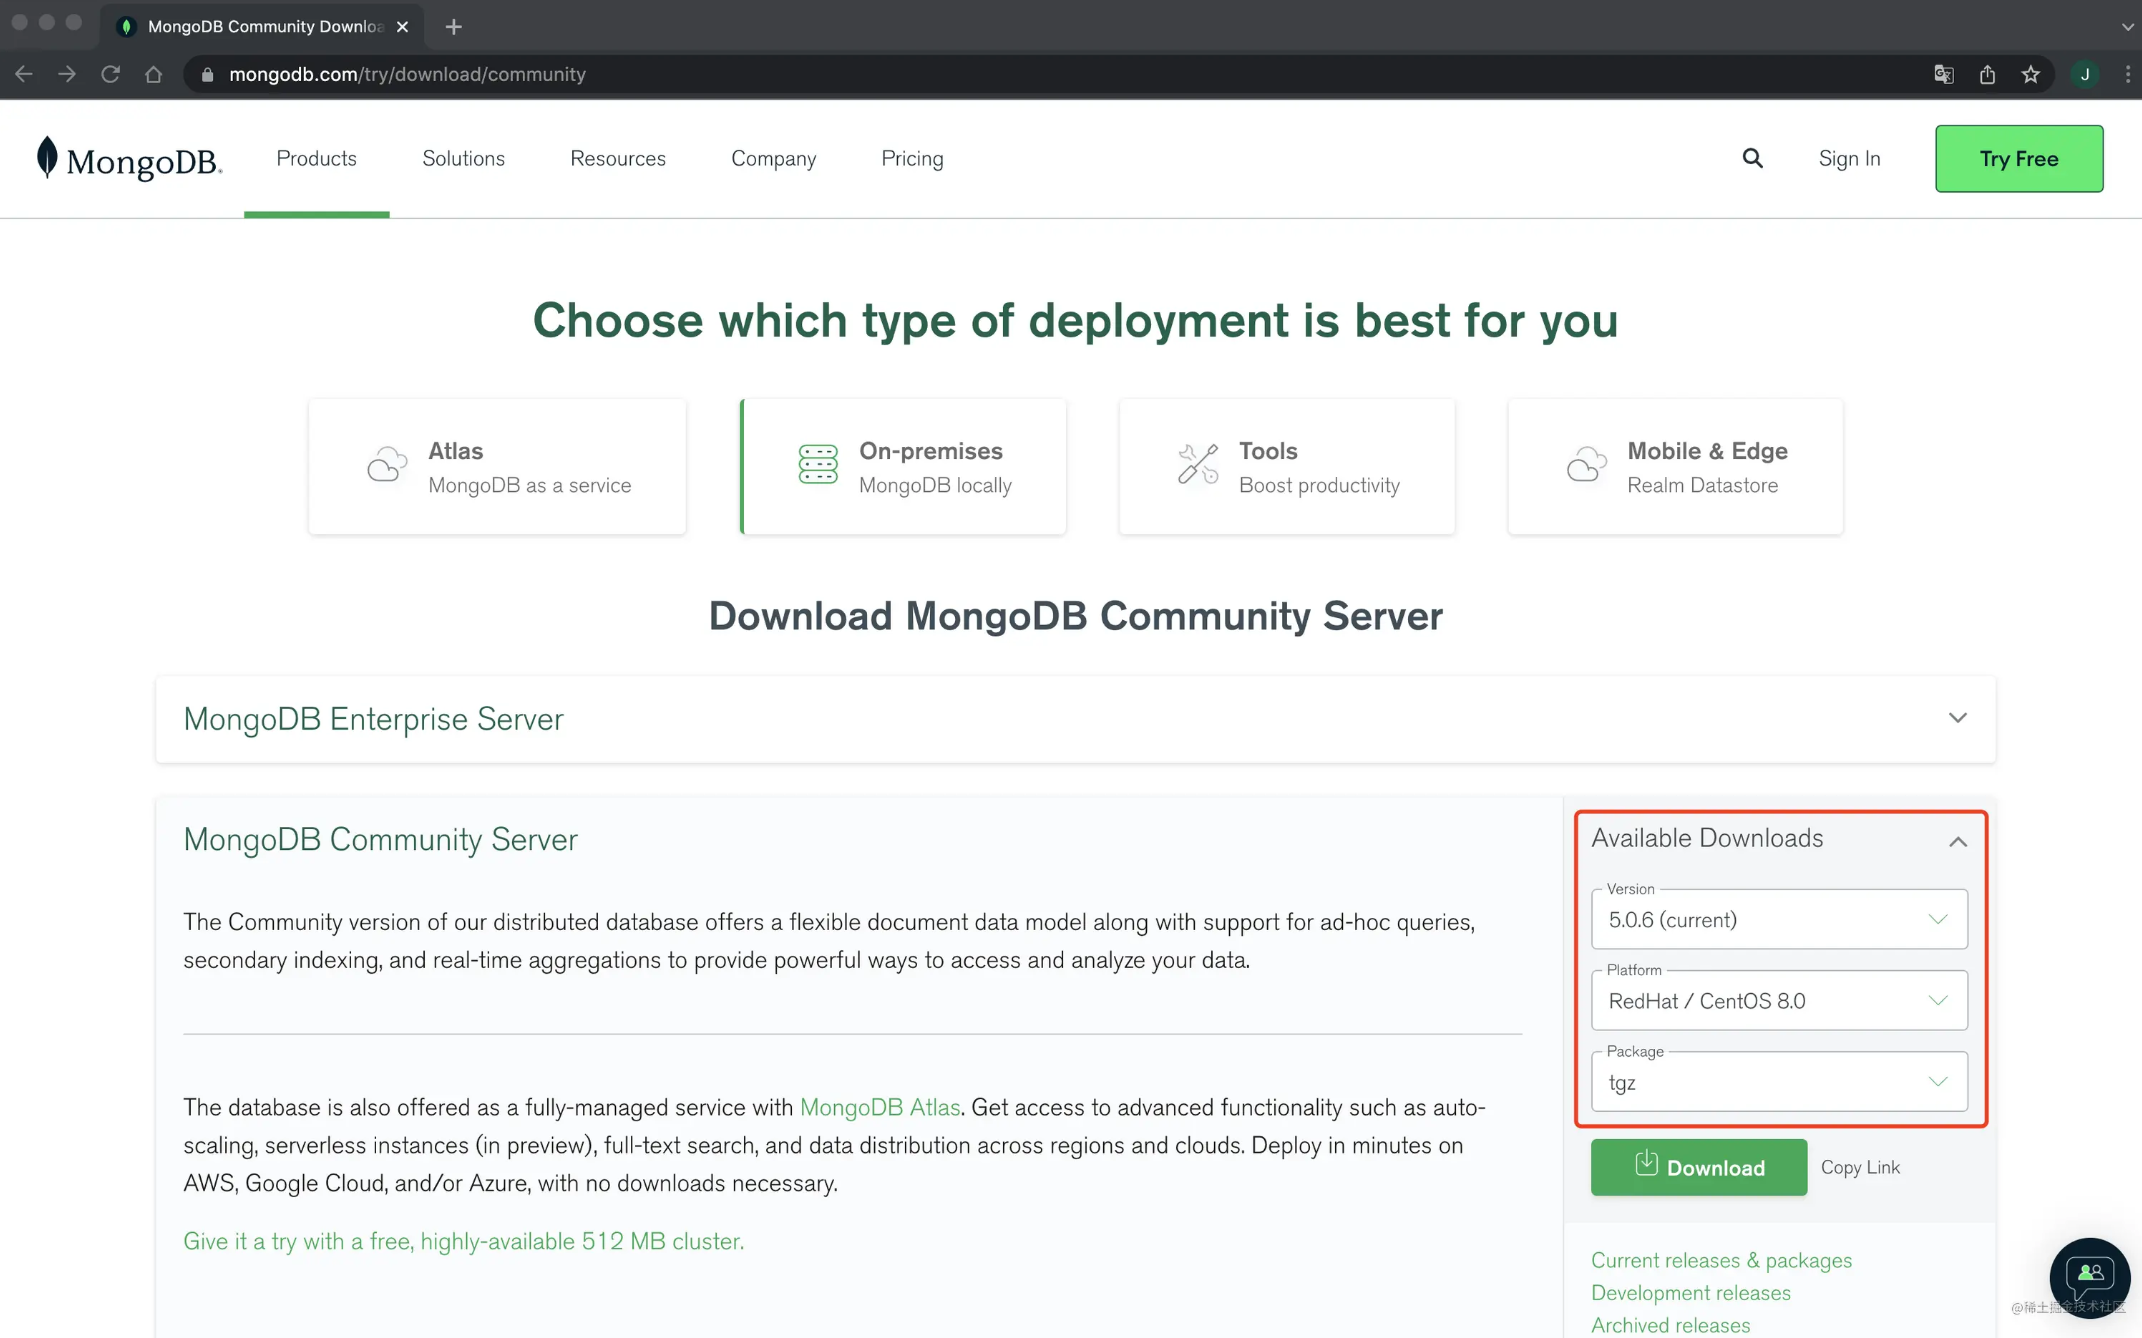 MongoDB Community Downloa
mongodb.com/try/download/community
J
MongoDB.
Products
Solutions
Resources
Company
Pricing
Sign In
Try Free
Choose which type of deployment is best for you
Atlas
MongoDB as a service
On-premises
MongoDB locally
Tools
Boost productivity
Mobile & Edge
Realm Datastore
Download MongoDB Community Server
MongoDB Enterprise Server
MongoDB Community Server
The Community version of our distributed database offers a flexible document data model along with support for ad-hoc queries,
secondary indexing, and real-time aggregations to provide powerful ways to access and analyze your data.
The database is also offered as a fully-managed service with MongoDB Atlas. Get access to advanced functionality such as auto-
scaling, serverless instances (in preview), full-text search, and data distribution across regions and clouds. Deploy in minutes on
AWS, Google Cloud, and/or Azure, with no downloads necessary.
Give it a try with a free, highly-available 512 MB cluster.
Available Downloads
Version
5.0.6 (current)
Platform
RedHat / CentOS 8.0
Package
tgz
Download
Copy Link
Current releases & packages
Development releases
Archived releases
@稀土掘金技术社区